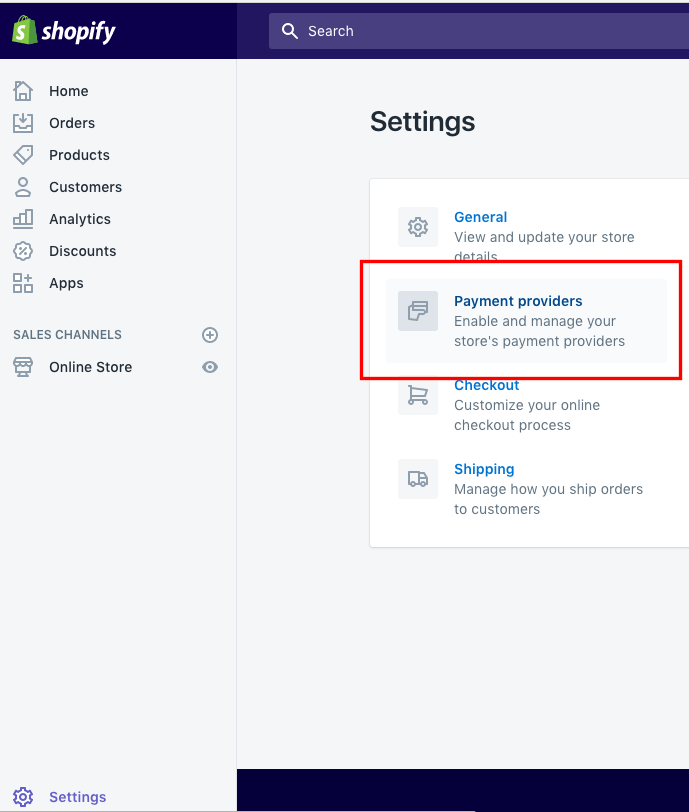 shopify
Search
Home
Orders
Products
Customers
Analytics
Discounts
Apps
SALES CHANNELS
Online Store
Settings
Settings
General
View and update your store
details
Payment providers
Enable and manage your
store's payment providers
Checkout
Customize your online
checkout process
Shipping
Manage how you ship orders
to customers